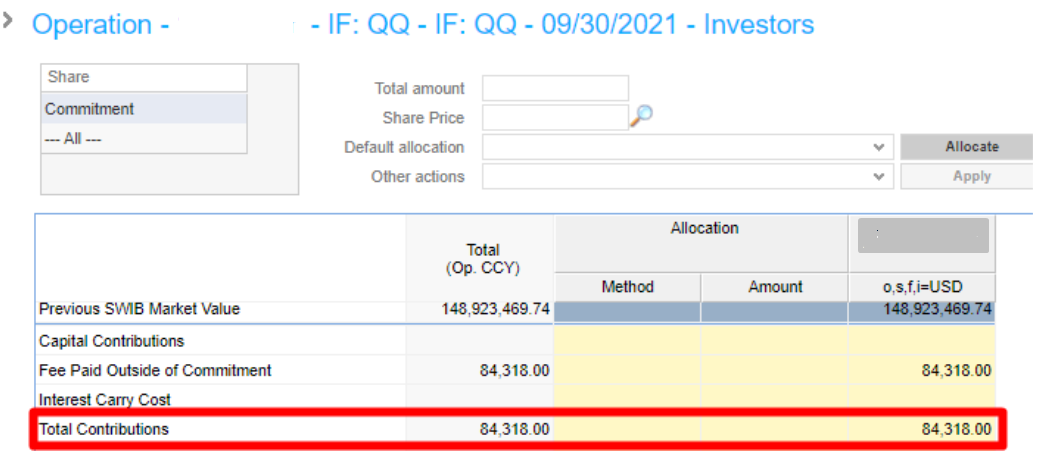 Operation - - IF: QQ - IF: QQ - 09/30/2021 - Investors
Share
Commitment
--- All ---
Total amount
Share Price
Default allocation
Allocate
Other actions
Apply
Total
(Op. CCY)
Allocation
Method
Amount
o,s,f,i=USD
Previous SWIB Market Value 148,923,469.74 148,923,469.74
Capital Contributions
Fee Paid Outside of Commitment 84,318.00 84,318.00
Interest Carry Cost
Total Contributions 84,318.00 84,318.00